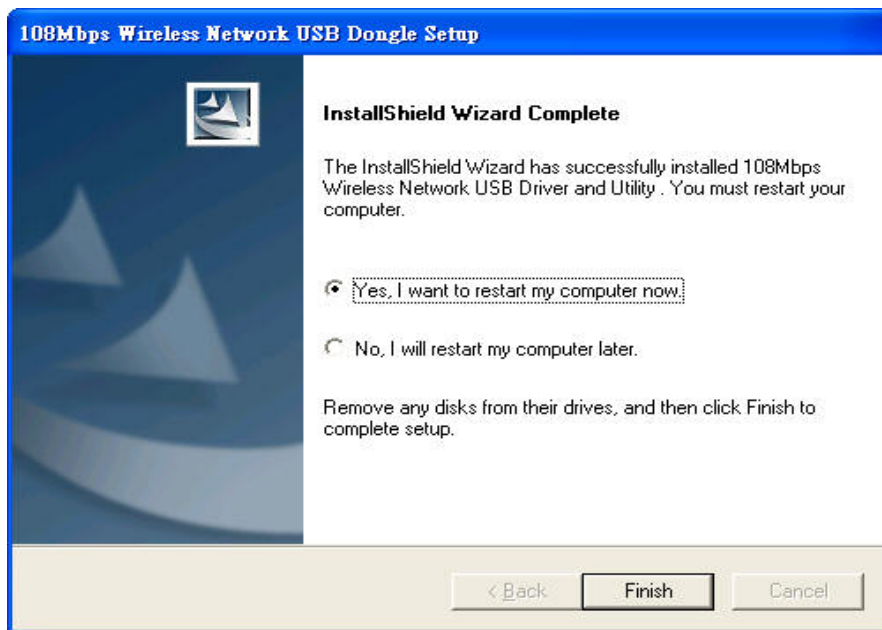 108Mbps Wireless Network USB Dongle Setup
InstallShield Wizard Complete
The InstallShield Wizard has successfully installed 108Mbps
Wireless Network USB Driver and Utility . You must restart your
computer.
Yes, I want to restart my computer now.
No, I will restart my computer later.
Remove any disks from their drives, and then click Finish to
complete setup.
< Back
Finish
Cancel